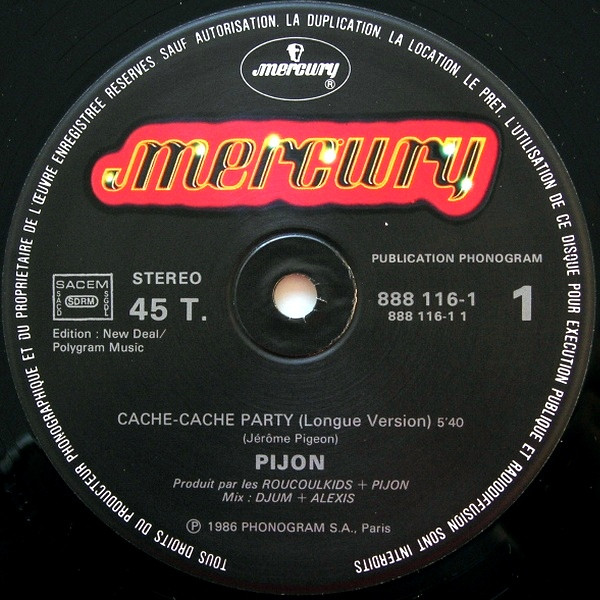 TOUS DROITS DU PRODUCTEUR PHONOGRAPHIQUE ET DU PROPRIETAIRE DE L'ŒUVRE ENREGISTREE RESERVES SAUF AUTORISATION. LA DUPLICATION. LA LOCATION. LE PRET. L'UTILISATION DE CE DISQUE POUR EXECUTION PUBLIQUE ET RADIODIFFUSION SONT INTERDITS
mercury ®
mercury
PUBLICATION PHONOGRAM
SACEM
SACD SDRM SGDL
STEREO
45 T.
888 116-1
888 116-1 1
1
Edition : New Deal/
Polygram Music
CACHE-CACHE PARTY (Longue Version) 5'40
(Jérôme Pigeon)
PIJON
Produit par les ROUCOULKIDS + PIJON
Mix : DJUM + ALEXIS
℗ 1986 PHONOGRAM S.A., Paris